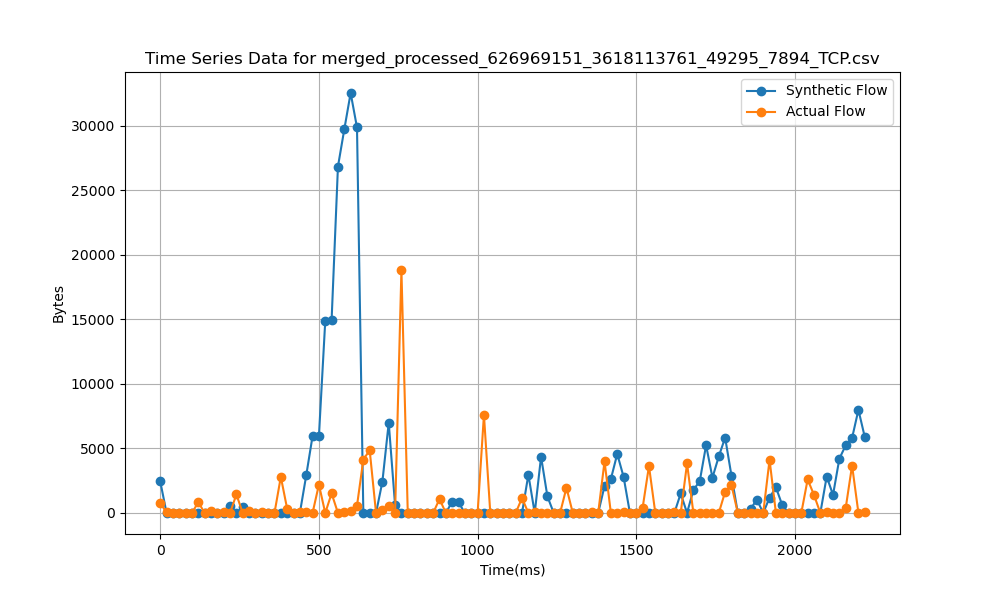 Time Series Data for merged_processed_626969151_3618113761_49295_7894_TCP.csv
Synthetic Flow
Actual Flow
30000
25000
20000
15000
10000
5000
0
Bytes
0 500 1000 1500 2000
Time(ms)